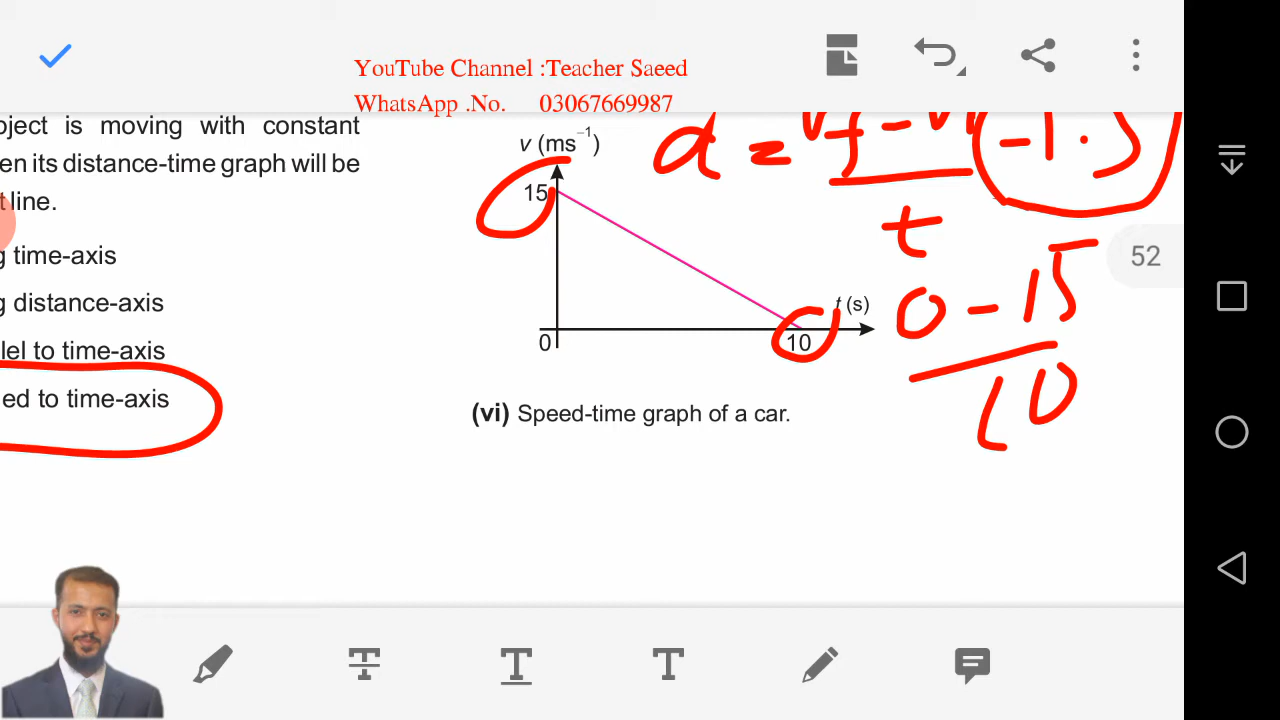 YouTube Channel :Teacher Saeed
WhatsApp .No. 03067669987
52
oject is moving with constant
en its distance-time graph will be
t line.
g time-axis
g distance-axis
lel to time-axis
ed to time-axis
v (ms⁻¹)
15
0
10
t (s)
(vi) Speed-time graph of a car.
-1.5
t
0 - 15
10